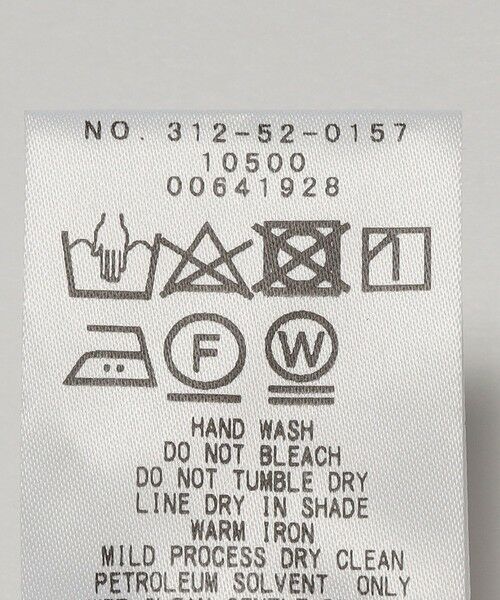 NO. 312-52-0157
10500
00641928
F W
HAND WASH
DO NOT BLEACH
DO NOT TUMBLE DRY
LINE DRY IN SHADE
WARM IRON
MILD PROCESS DRY CLEAN
PETROLEUM SOLVENT ONLY